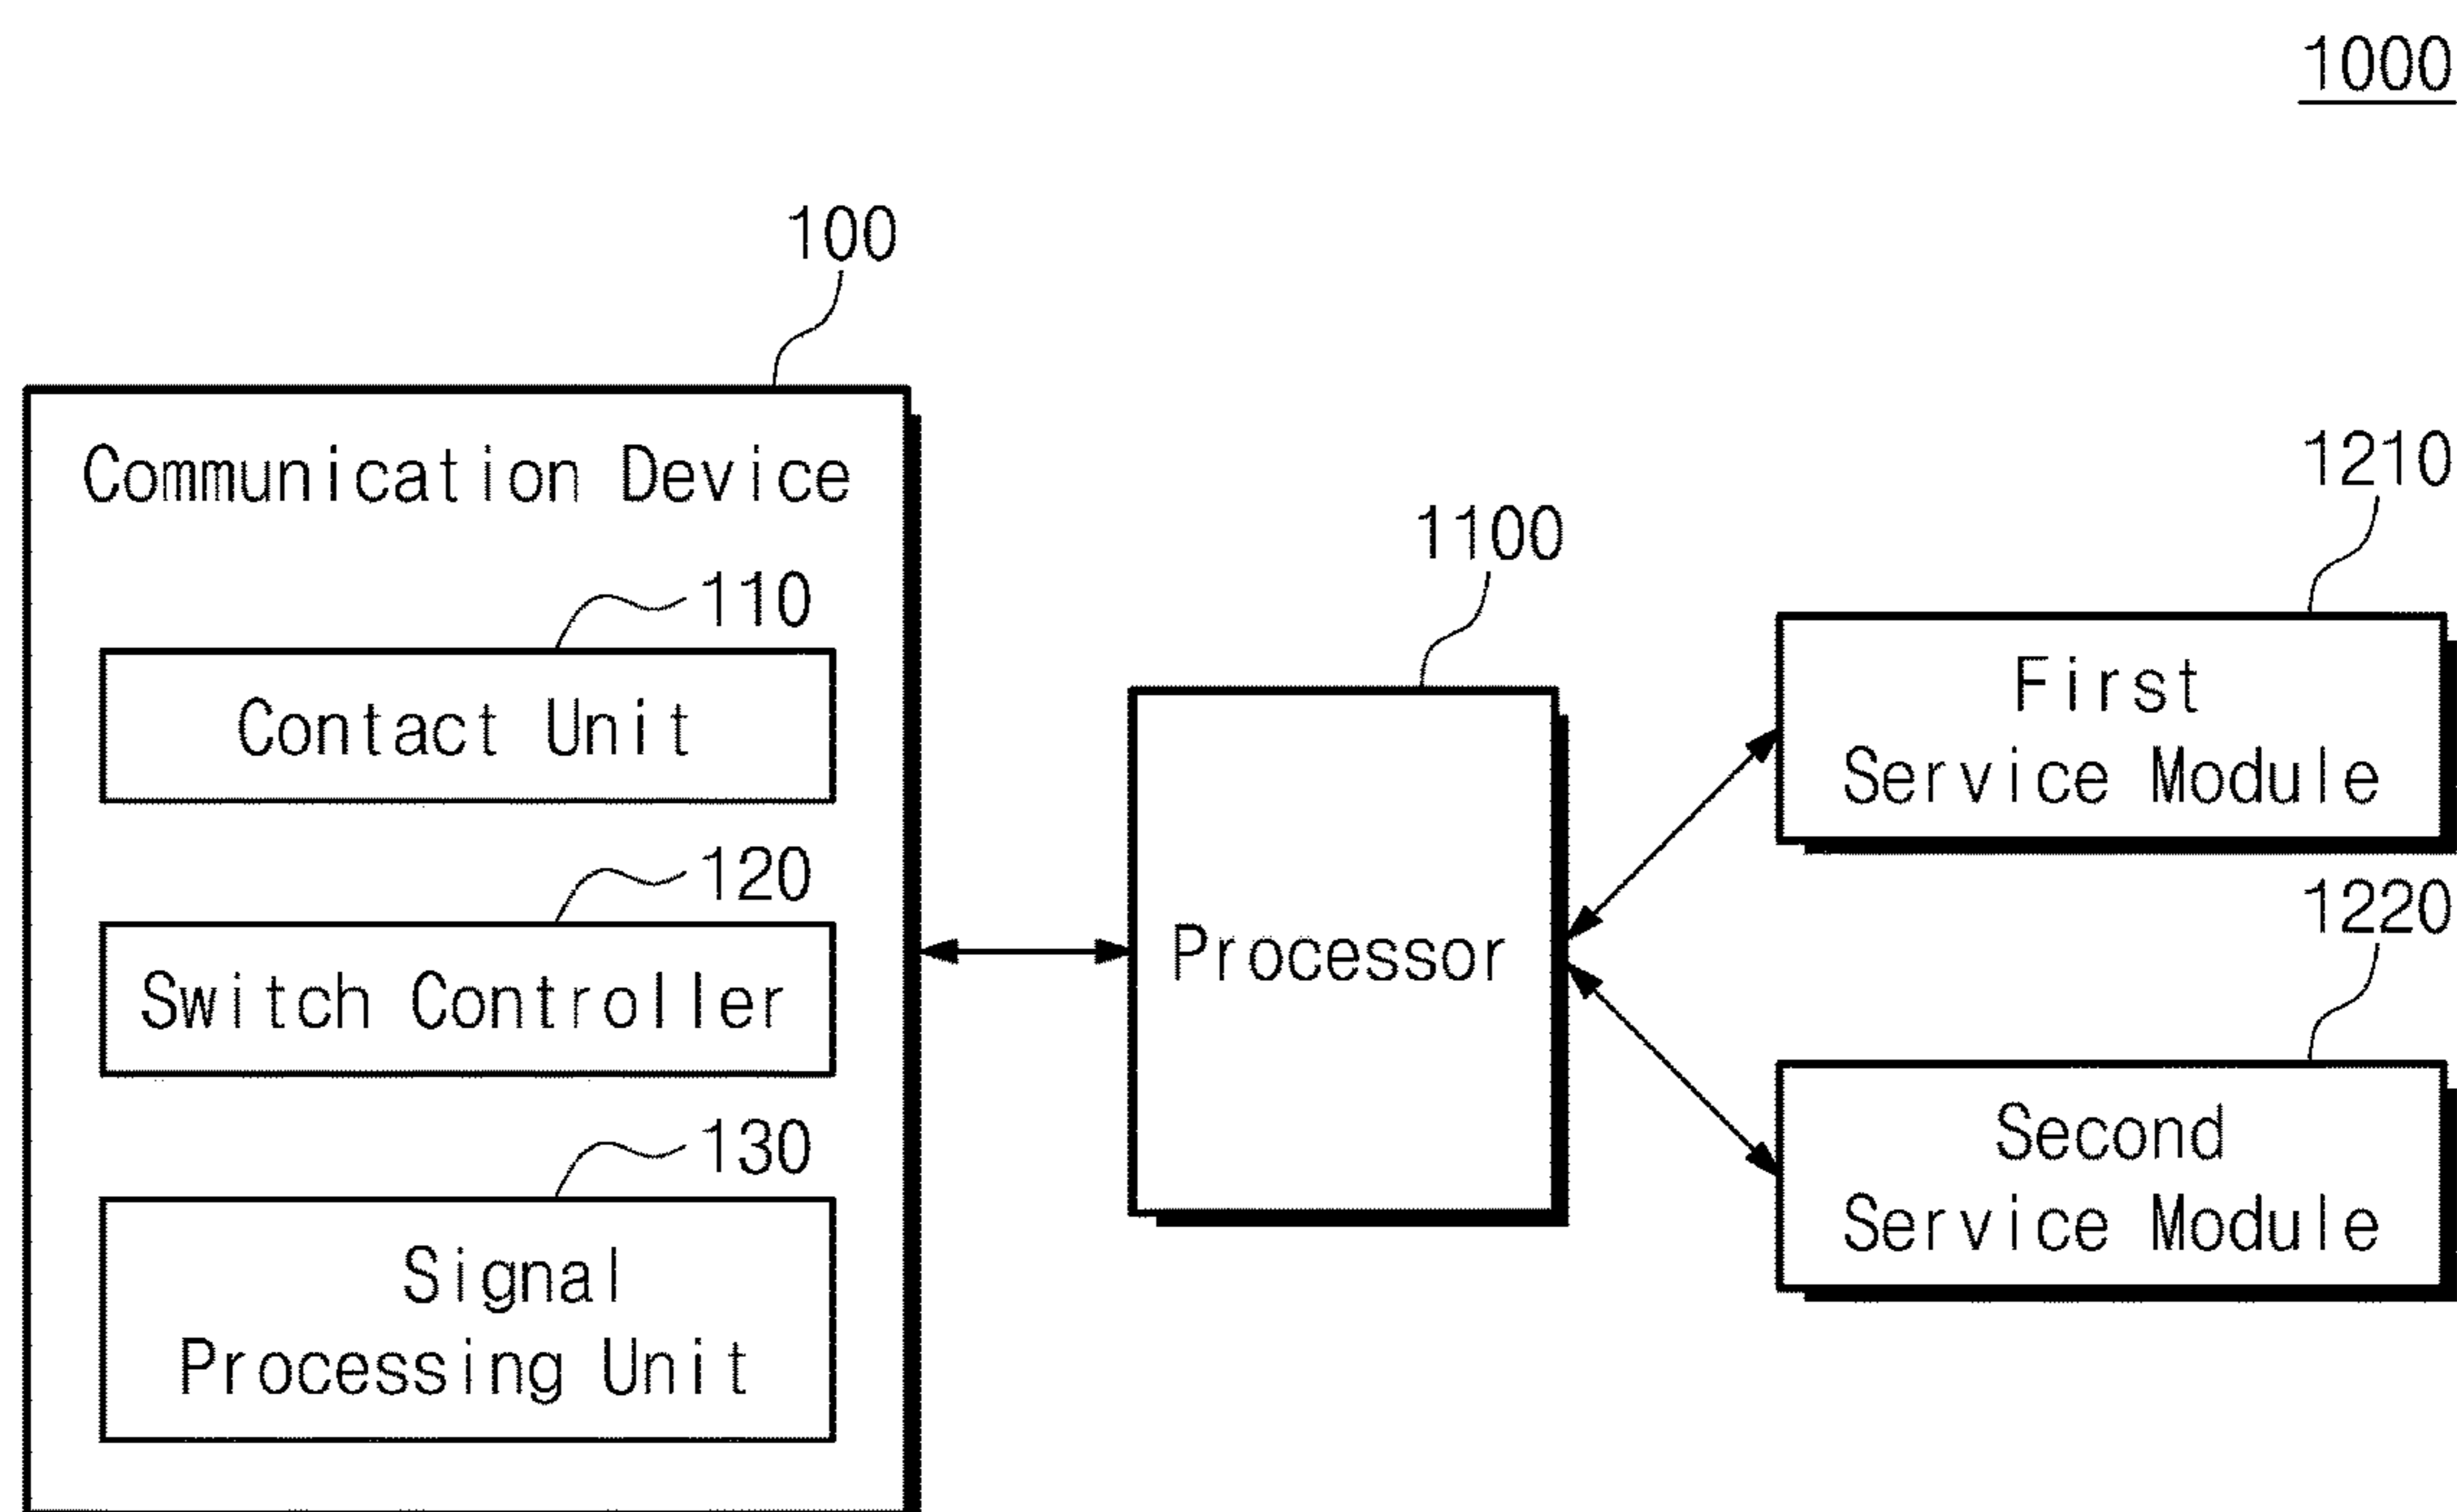 1000
100
Communication Device
110
Contact Unit
120
Switch Controller
130
Signal
Processing Unit
1100
Processor
1210
First
Service Module
1220
Second
Service Module